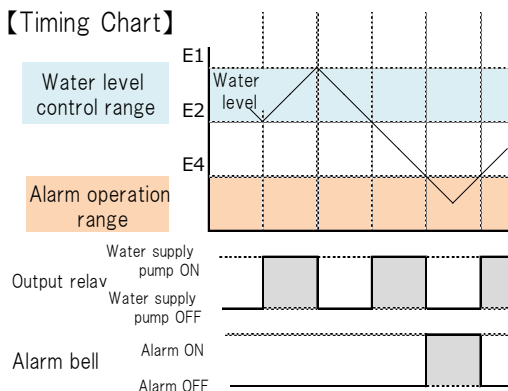 【Timing Chart】
E1
Water level
control range
Water
level
E2
E4
Alarm operation
range
Water supply
pump ON
Output relay
Water supply
pump OFF
Alarm ON
Alarm bell
Alarm OFF